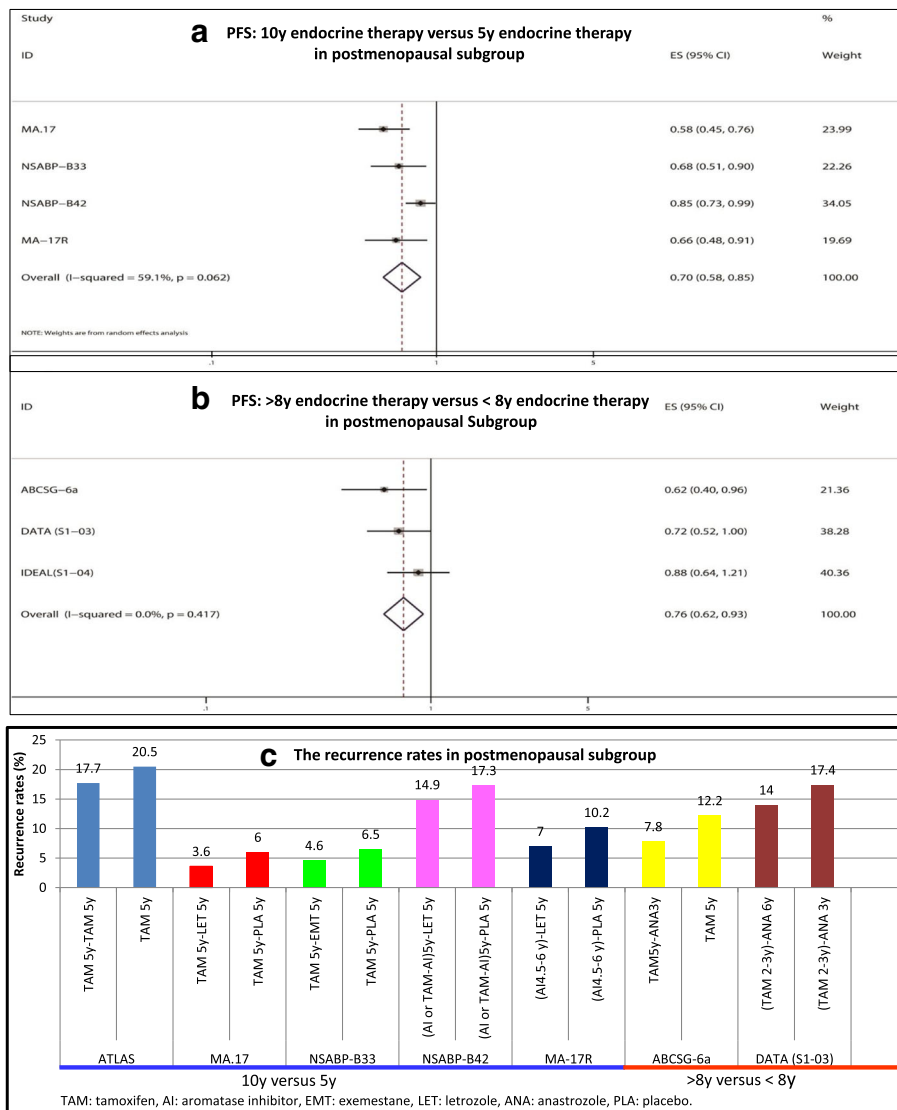 Study %
a PFS: 10y endocrine therapy versus 5y endocrine therapy
in postmenopausal subgroup
ID ES (95% CI) Weight
MA.17 0.58 (0.45, 0.76) 23.99
NSABP−B33 0.68 (0.51, 0.90) 22.26
NSABP−B42 0.85 (0.73, 0.99) 34.05
MA−17R 0.66 (0.48, 0.91) 19.69
Overall (I−squared = 59.1%, p = 0.062) 0.70 (0.58, 0.85) 100.00
NOTE: Weights are from random effects analysis
.1 1 5
b PFS: >8y endocrine therapy versus < 8y endocrine therapy
in postmenopausal Subgroup
ID ES (95% CI) Weight
ABCSG−6a 0.62 (0.40, 0.96) 21.36
DATA (S1−03) 0.72 (0.52, 1.00) 38.28
IDEAL(S1−04) 0.88 (0.64, 1.21) 40.36
Overall (I−squared = 0.0%, p = 0.417) 0.76 (0.62, 0.93) 100.00
.1 1 5
c The recurrence rates in postmenopausal subgroup
Recurrence rates (%)
25
20
15
10
5
0
17.7 20.5 3.6 6 4.6 6.5 14.9 17.3 7 10.2 7.8 12.2 14 17.4
TAM 5y-TAM 5y
TAM 5y
TAM 5y-LET 5y
TAM 5y-PLA 5y
TAM 5y-EMT 5y
TAM 5y-PLA 5y
(AI or TAM-AI)5y-LET 5y
(AI or TAM-AI)5y-PLA 5y
(AI4.5-6 y)-LET 5y
(AI4.5-6 y)-PLA 5y
TAM5y-ANA3y
TAM 5y
(TAM 2-3y)-ANA 6y
(TAM 2-3y)-ANA 3y
ATLAS MA.17 NSABP-B33 NSABP-B42 MA-17R ABCSG-6a DATA (S1-03)
10y versus 5y >8y versus < 8y
TAM: tamoxifen, AI: aromatase inhibitor, EMT: exemestane, LET: letrozole, ANA: anastrozole, PLA: placebo.